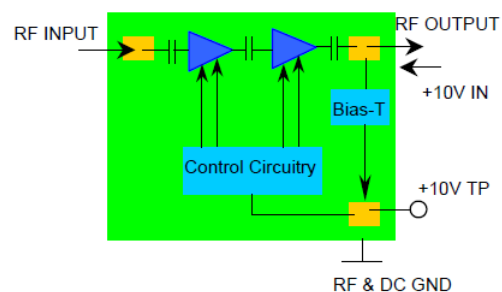 RF INPUT
RF OUTPUT
+10V IN
Bias-T
Control Circuitry
+10V TP
RF & DC GND